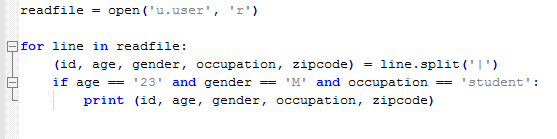 readfile = open('u.user', 'r')
for line in readfile:
(id, age, gender, occupation, zipcode) = line.split('|')
if age == '23' and gender == 'M' and occupation == 'student':
print (id, age, gender, occupation, zipcode)